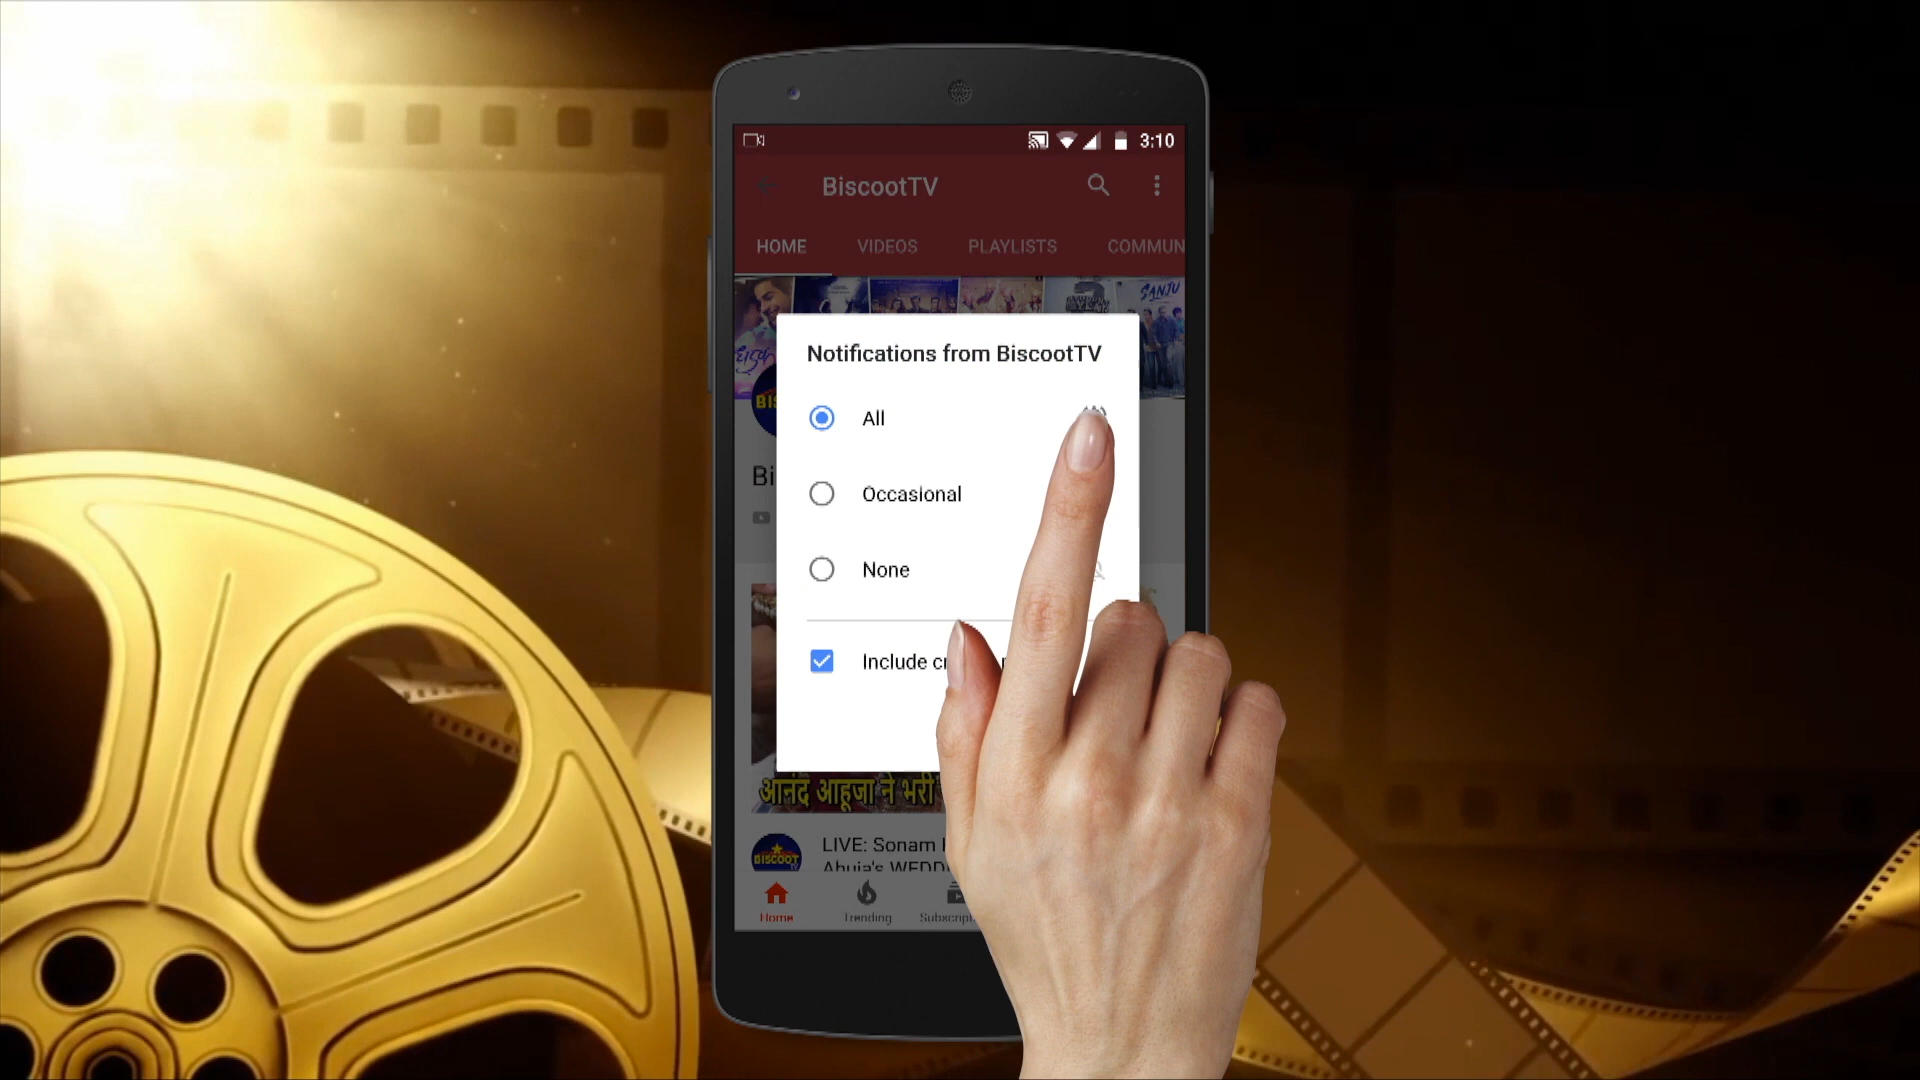 3:10
BiscootTV
HOME VIDEOS PLAYLISTS COMMUN
SANJU
Notifications from BiscootTV
All
Occasional
None
Include
आनंद आहूजा ने भरी
BISCOOT
LIVE: Sonam
Ahuja's
Home Trending